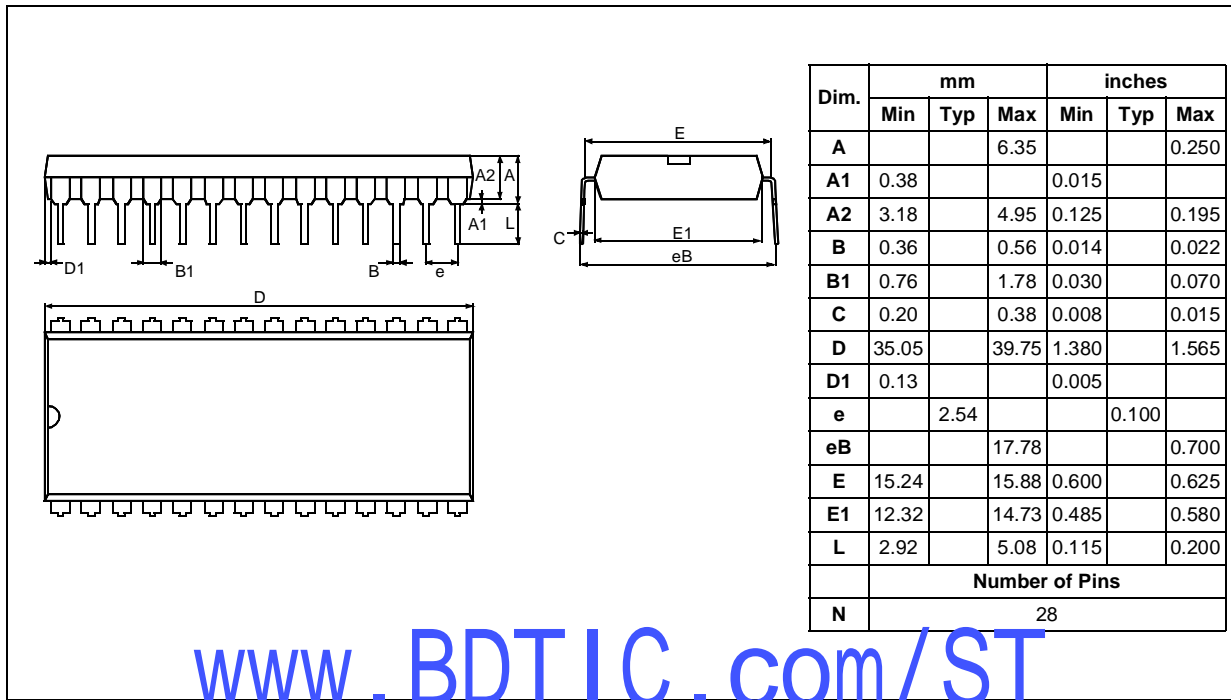 E
A2 A
A1 L
C E1
eB
D1 B1 B e
D
Dim. mm inches
Min Typ Max Min Typ Max
A 6.35 0.250
A1 0.38 0.015
A2 3.18 4.95 0.125 0.195
B 0.36 0.56 0.014 0.022
B1 0.76 1.78 0.030 0.070
C 0.20 0.38 0.008 0.015
D 35.05 39.75 1.380 1.565
D1 0.13 0.005
e 2.54 0.100
eB 17.78 0.700
E 15.24 15.88 0.600 0.625
E1 12.32 14.73 0.485 0.580
L 2.92 5.08 0.115 0.200
Number of Pins
N 28
www.BDTIC.com/ST